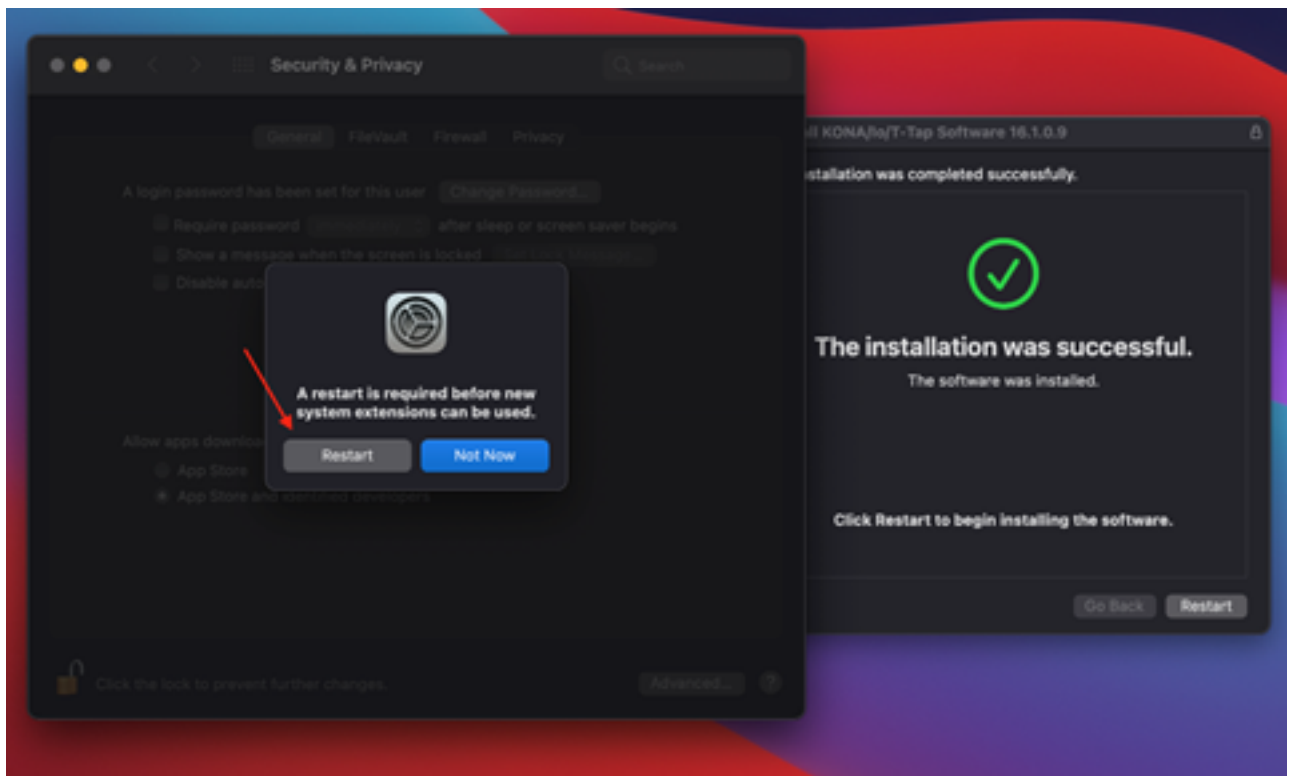 Security & Privacy
Search
General FileVault Firewall Privacy
A login password has been set for this user Change Password...
Require password immediately after sleep or screen saver begins
Show a message when the screen is locked Set Lock Message...
Disable auto
A restart is required before new
system extensions can be used.
Restart Not Now
Allow apps downloa
App Store
App Store and identified developers
Click the lock to prevent further changes.
Advanced... ?
ll KONA/Io/T-Tap Software 16.1.0.9
stallation was completed successfully.
The installation was successful.
The software was installed.
Click Restart to begin installing the software.
Go Back Restart